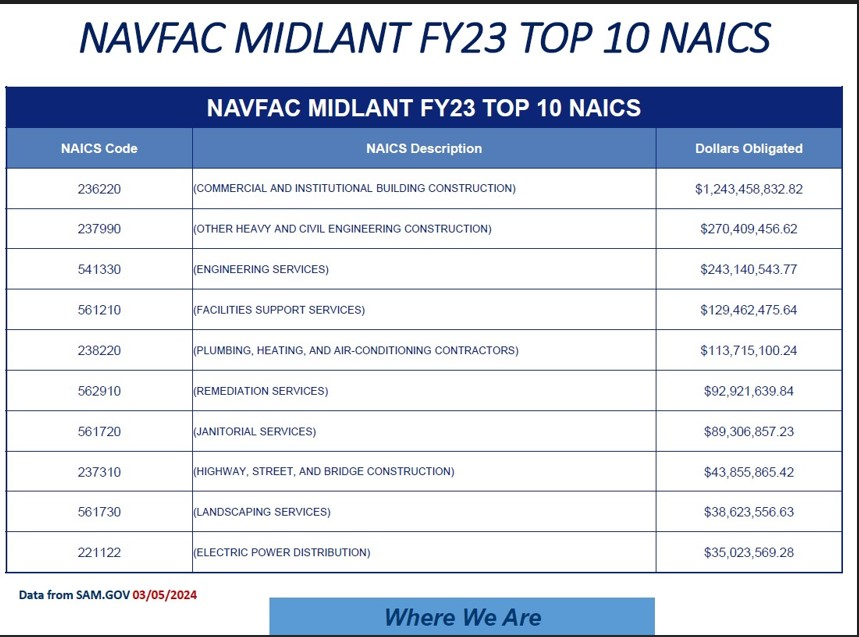 NAVFAC MIDLANT FY23 TOP 10 NAICS
NAVFAC MIDLANT FY23 TOP 10 NAICS
NAICS Code NAICS Description Dollars Obligated
236220 (COMMERCIAL AND INSTITUTIONAL BUILDING CONSTRUCTION) $1,243,458,832.82
237990 (OTHER HEAVY AND CIVIL ENGINEERING CONSTRUCTION) $270,409,456.62
541330 (ENGINEERING SERVICES) $243,140,543.77
561210 (FACILITIES SUPPORT SERVICES) $129,462,475.64
238220 (PLUMBING, HEATING, AND AIR-CONDITIONING CONTRACTORS) $113,715,100.24
562910 (REMEDIATION SERVICES) $92,921,639.84
561720 (JANITORIAL SERVICES) $89,306,857.23
237310 (HIGHWAY, STREET, AND BRIDGE CONSTRUCTION) $43,855,865.42
561730 (LANDSCAPING SERVICES) $38,623,556.63
221122 (ELECTRIC POWER DISTRIBUTION) $35,023,569.28
Data from SAM.GOV 03/05/2024
Where We Are